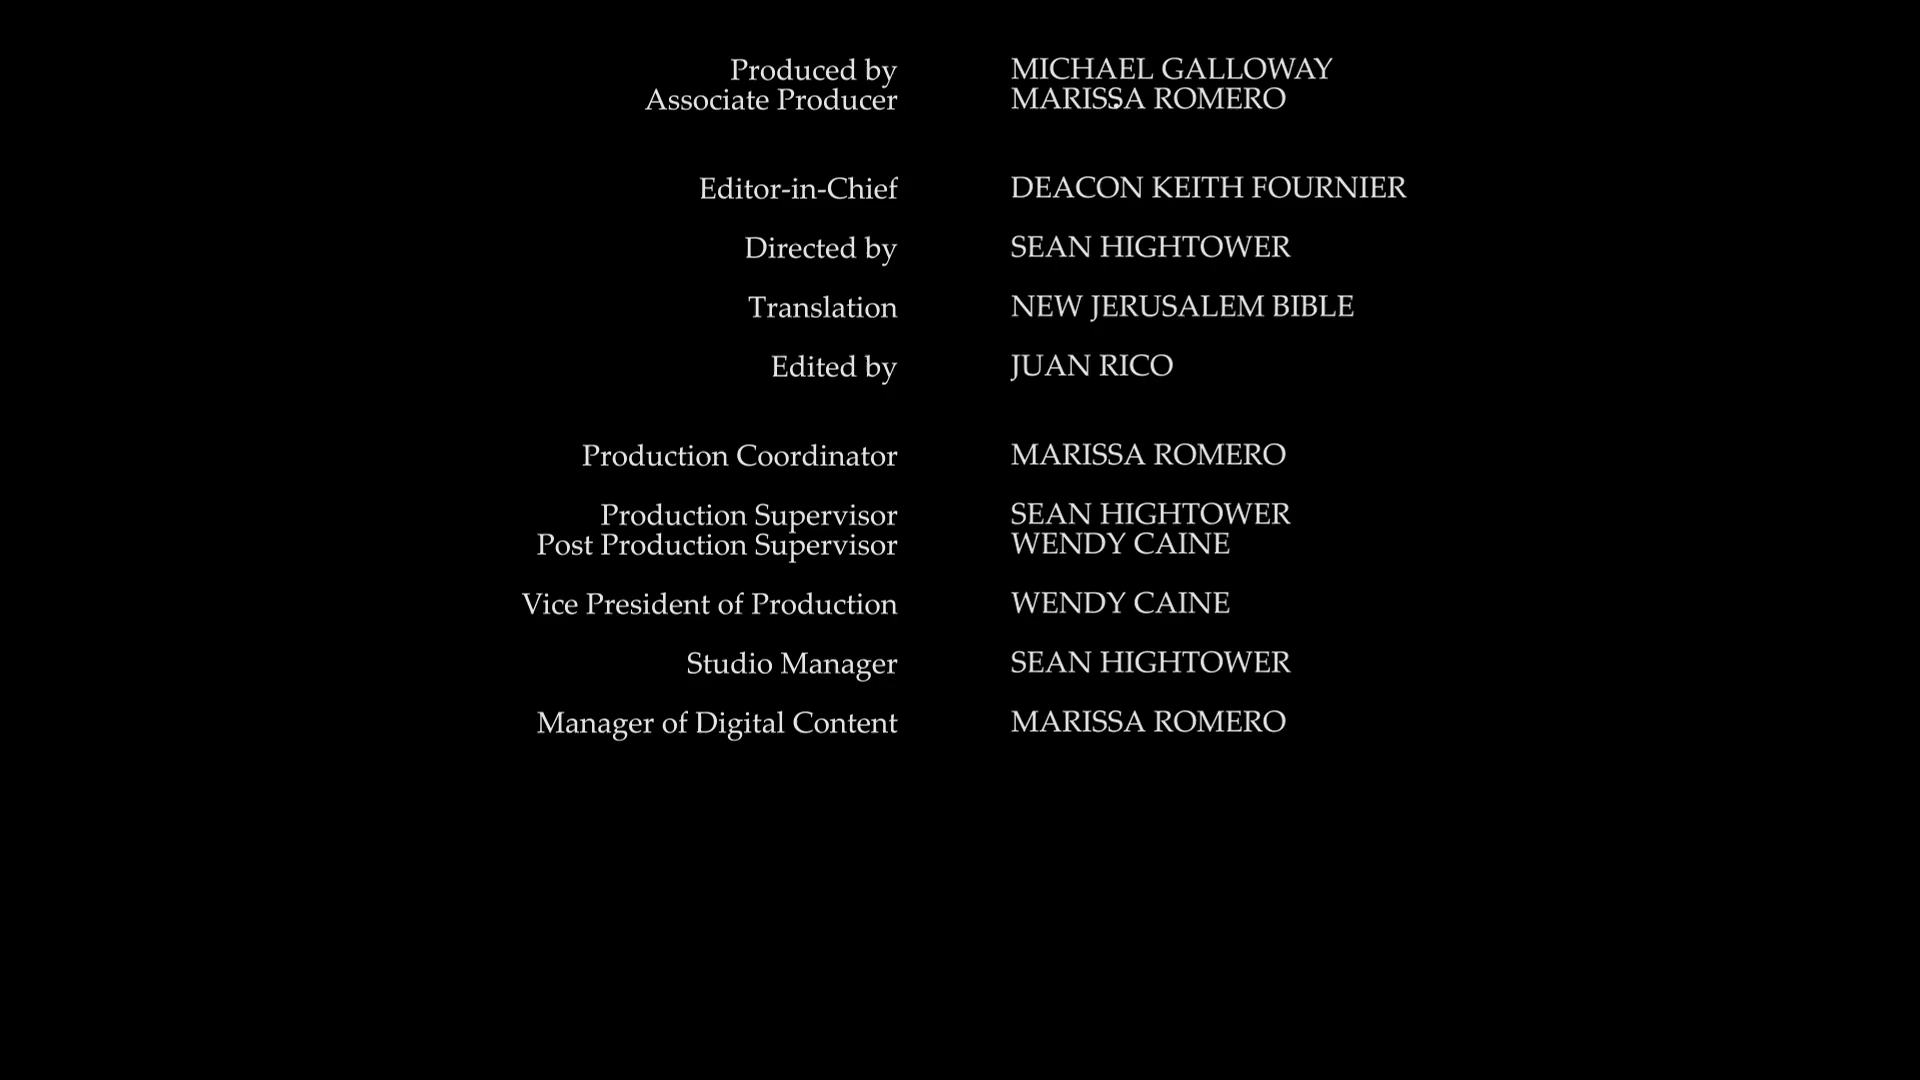 Produced by MICHAEL GALLOWAY
Associate Producer MARISSA ROMERO
Editor-in-Chief DEACON KEITH FOURNIER
Directed by SEAN HIGHTOWER
Translation NEW JERUSALEM BIBLE
Edited by JUAN RICO
Production Coordinator MARISSA ROMERO
Production Supervisor SEAN HIGHTOWER
Post Production Supervisor WENDY CAINE
Vice President of Production WENDY CAINE
Studio Manager SEAN HIGHTOWER
Manager of Digital Content MARISSA ROMERO